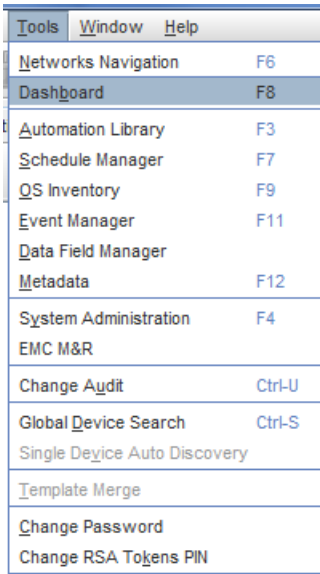 Tools Window Help
Networks Navigation F6
Dashboard F8
Automation Library F3
Schedule Manager F7
OS Inventory F9
Event Manager F11
Data Field Manager
Metadata F12
System Administration F4
EMC M&R
Change Audit Ctrl-U
Global Device Search Ctrl-S
Single Device Auto Discovery
Template Merge
Change Password
Change RSA Tokens PIN